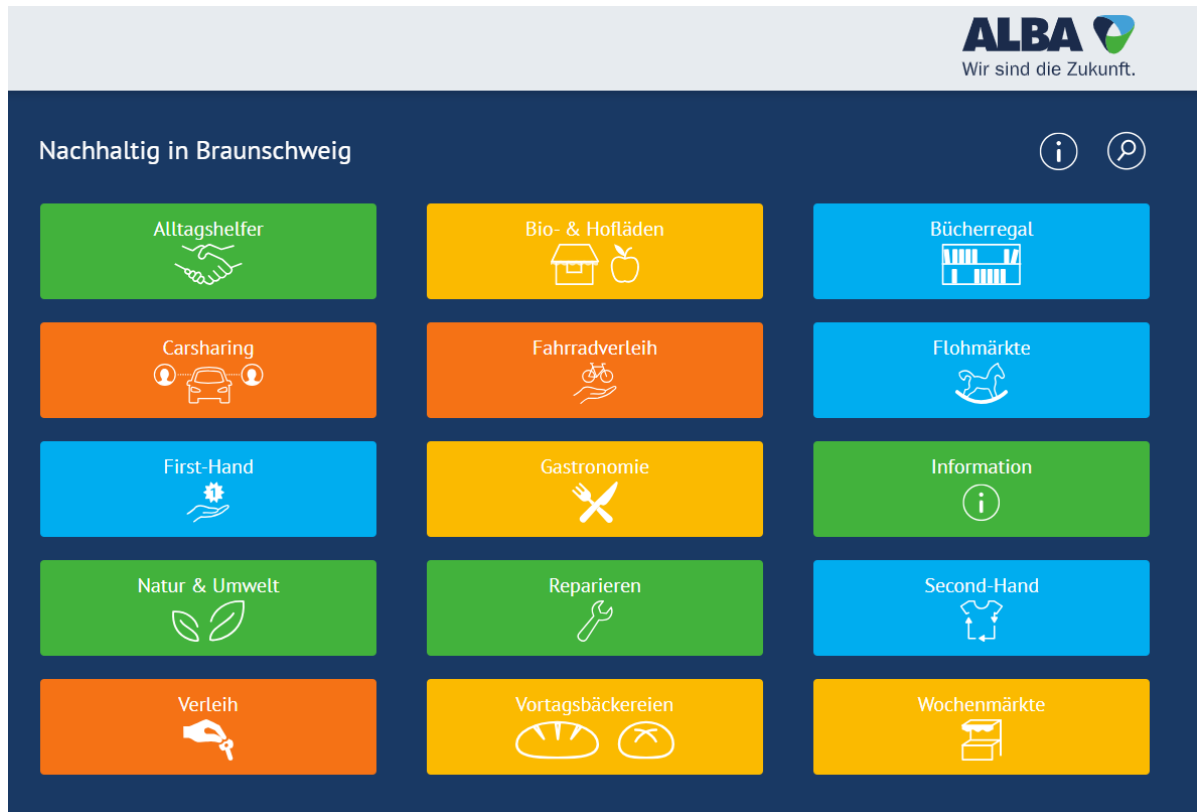 ALBA
Wir sind die Zukunft.
Nachhaltig in Braunschweig
i
Alltagshelfer
Bio- & Hofläden
Bücherregal
Carsharing
Fahrradverleih
Flohmärkte
First-Hand
1
Gastronomie
Information
i
Natur & Umwelt
Reparieren
Second-Hand
Verleih
Vortagsbäckereien
Wochenmärkte